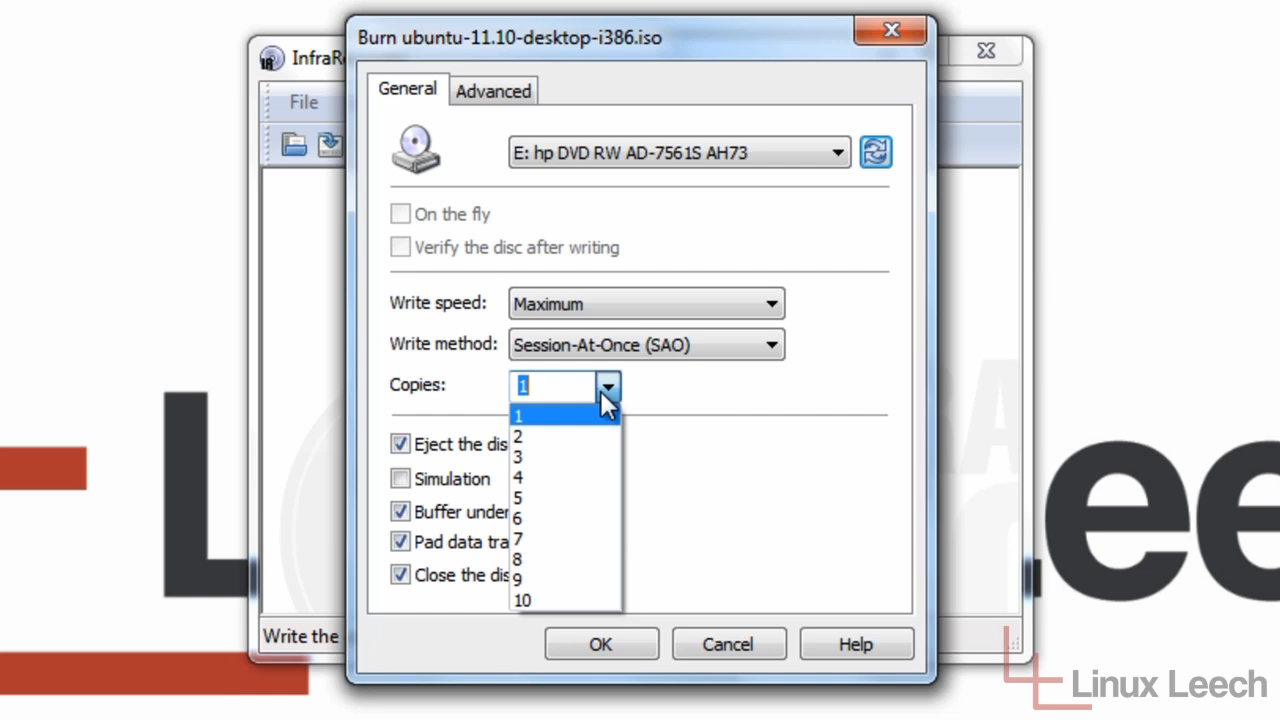 Burn ubuntu-11.10-desktop-i386.iso
InfraRe
File
General
Advanced
E: hp DVD RW AD-7561S AH73
On the fly
Verify the disc after writing
Write speed:
Maximum
Write method:
Session-At-Once (SAO)
Copies:
1
1
2
3
4
5
6
7
8
9
10
Eject the dis
Simulation
Buffer under
Pad data tra
Close the dis
OK
Cancel
Help
Write the
L
ee
Linux Leech